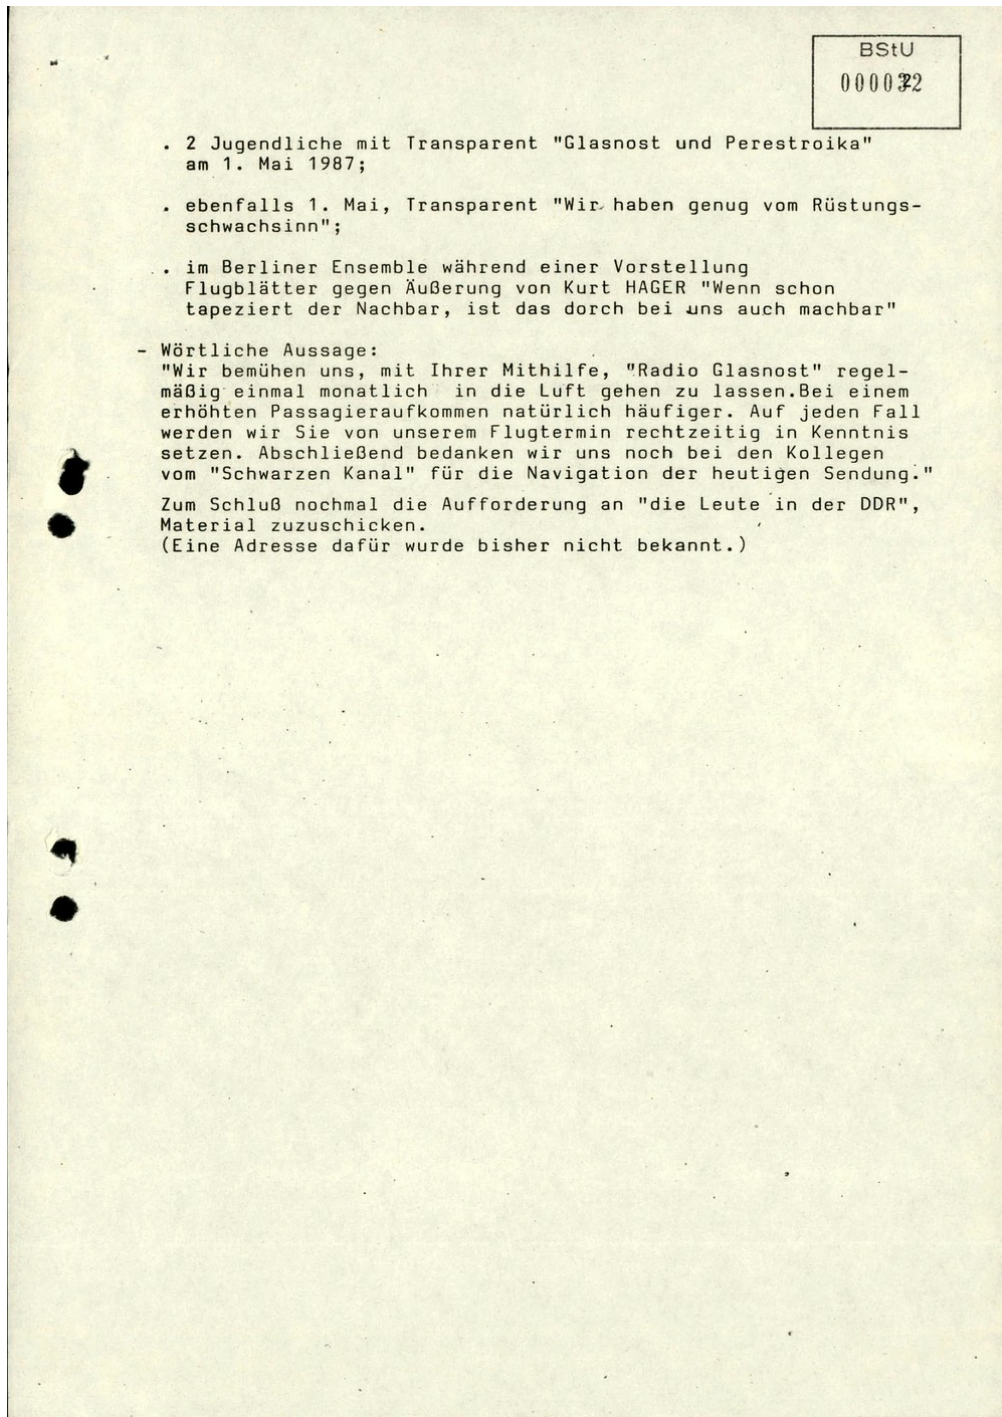 BStU
000032
. 2 Jugendliche mit Transparent "Glasnost und Perestroika"
am 1. Mai 1987;
. ebenfalls 1. Mai, Transparent "Wir haben genug vom Rüstungs-
schwachsinn";
. im Berliner Ensemble während einer Vorstellung
Flugblätter gegen Äußerung von Kurt HAGER "Wenn schon
tapeziert der Nachbar, ist das dorch bei uns auch machbar"
- Wörtliche Aussage:
"Wir bemühen uns, mit Ihrer Mithilfe, "Radio Glasnost" regel-
mäßig einmal monatlich in die Luft gehen zu lassen.Bei einem
erhöhten Passagieraufkommen natürlich häufiger. Auf jeden Fall
werden wir Sie von unserem Flugtermin rechtzeitig in Kenntnis
setzen. Abschließend bedanken wir uns noch bei den Kollegen
vom "Schwarzen Kanal" für die Navigation der heutigen Sendung."
Zum Schluß nochmal die Aufforderung an "die Leute in der DDR",
Material zuzuschicken.
(Eine Adresse dafür wurde bisher nicht bekannt.)